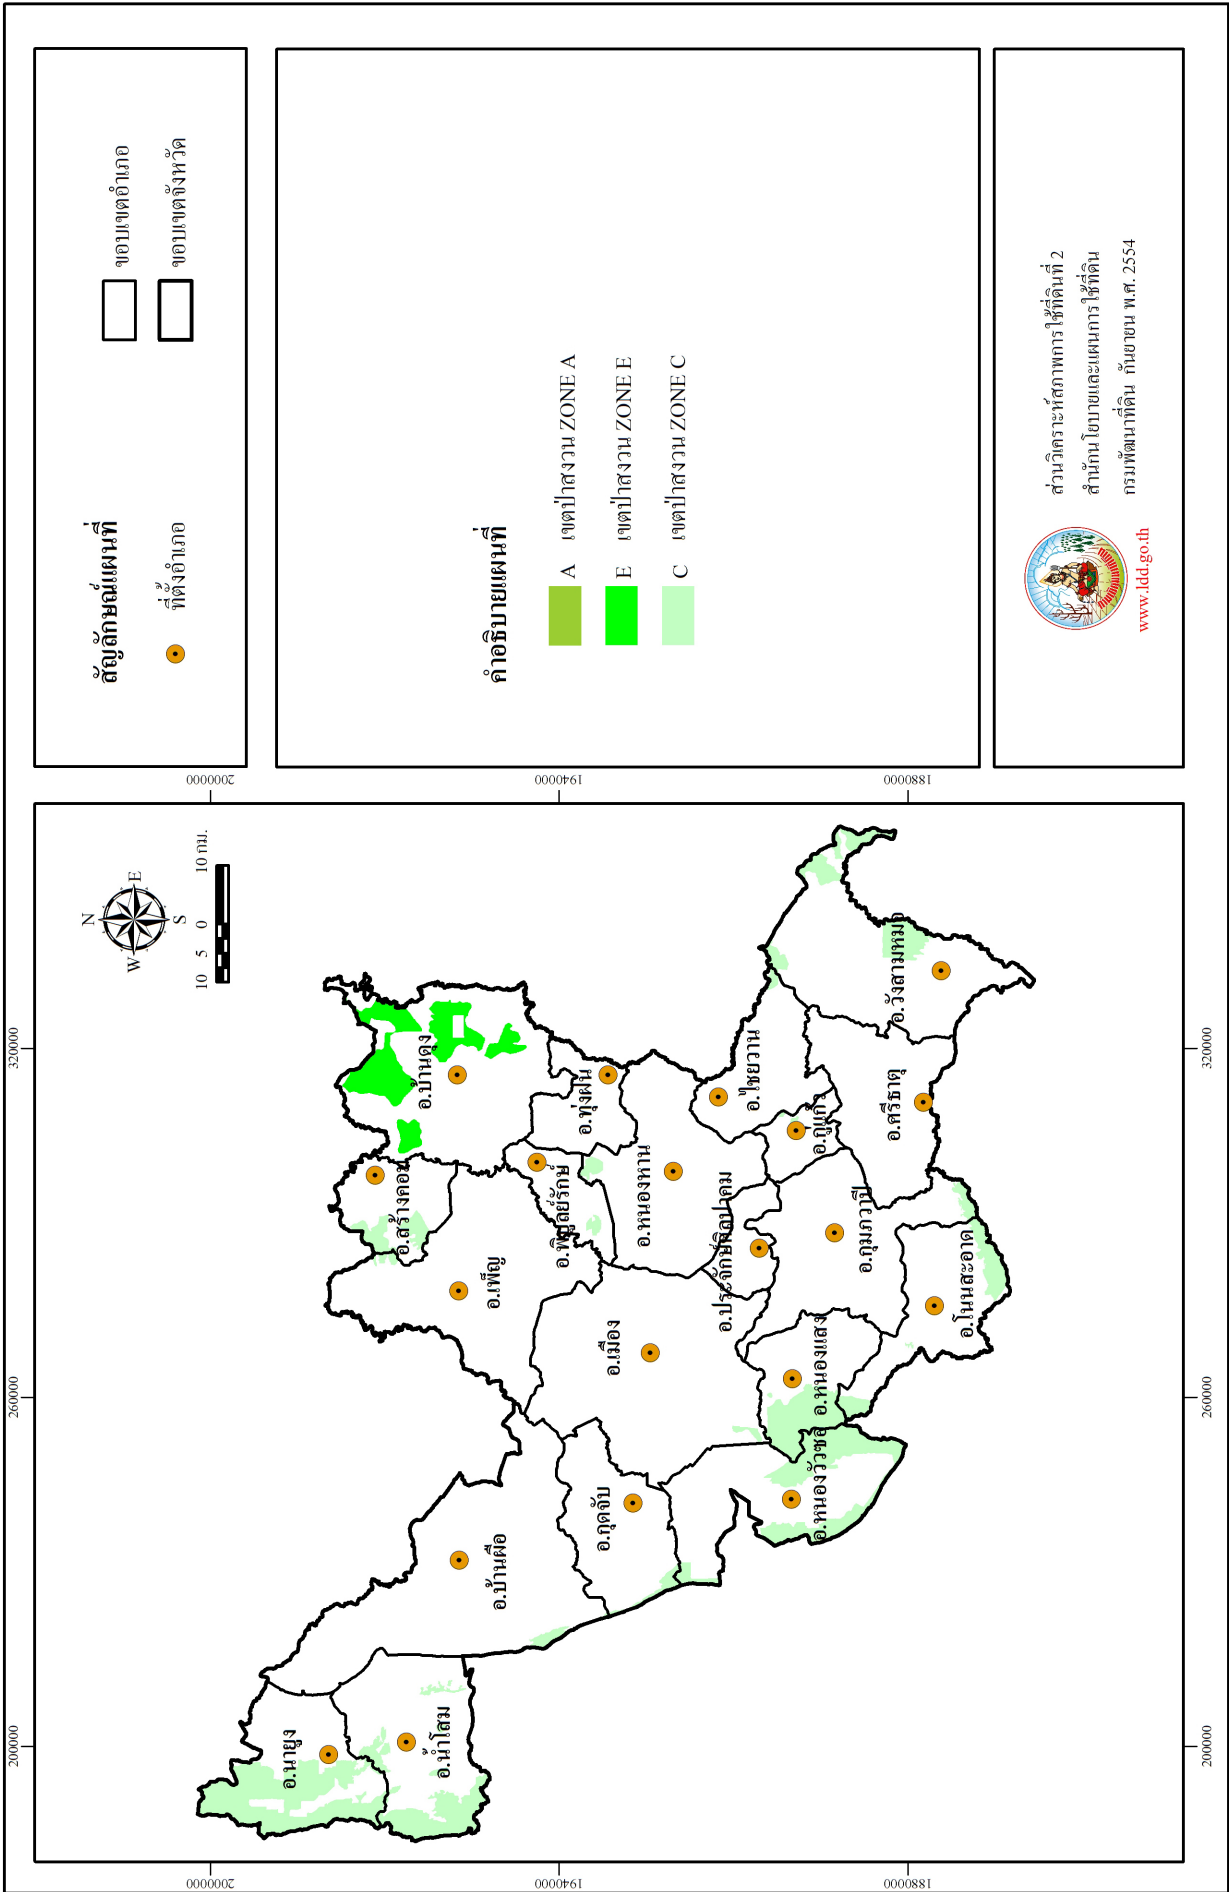 สัญลักษณ์แผนที่
ที่ตั้งอำเภอ
ขอบเขตอำเภอ
ขอบเขตจังหวัด
คำอธิบายแผนที่
A เขตป่าสงวน ZONE A
E เขตป่าสงวน ZONE E
C เขตป่าสงวน ZONE C
ส่วนวิเคราะห์สภาพการใช้ที่ดินที่ 2
สำนักนโยบายและแผนการใช้ที่ดิน
กรมพัฒนาที่ดิน กันยายน พ.ศ. 2554
www.ldd.go.th
N
W E
S
10 5 0 10 กม.
200000
260000
320000
200000
260000
320000
2000000
1940000
1880000
2000000
1940000
1880000
อ.นายูง
อ.น้ำโสม
อ.บ้านผือ
อ.กุดจับ
อ.เพ็ญ
อ.สร้างคอม
อ.บ้านดุง
อ.ทุ่งฝน
อ.พิบูลย์รักษ์
อ.เมือง
อ.หนองหาน
อ.ประจักษ์ศิลปาคม
อ.ไชยวาน
อ.กู่แก้ว
อ.หนองวัวซอ
อ.หนองแสง
อ.กุมภวาปี
อ.ศรีธาตุ
อ.วังสามหมอ
อ.โนนสะอาด